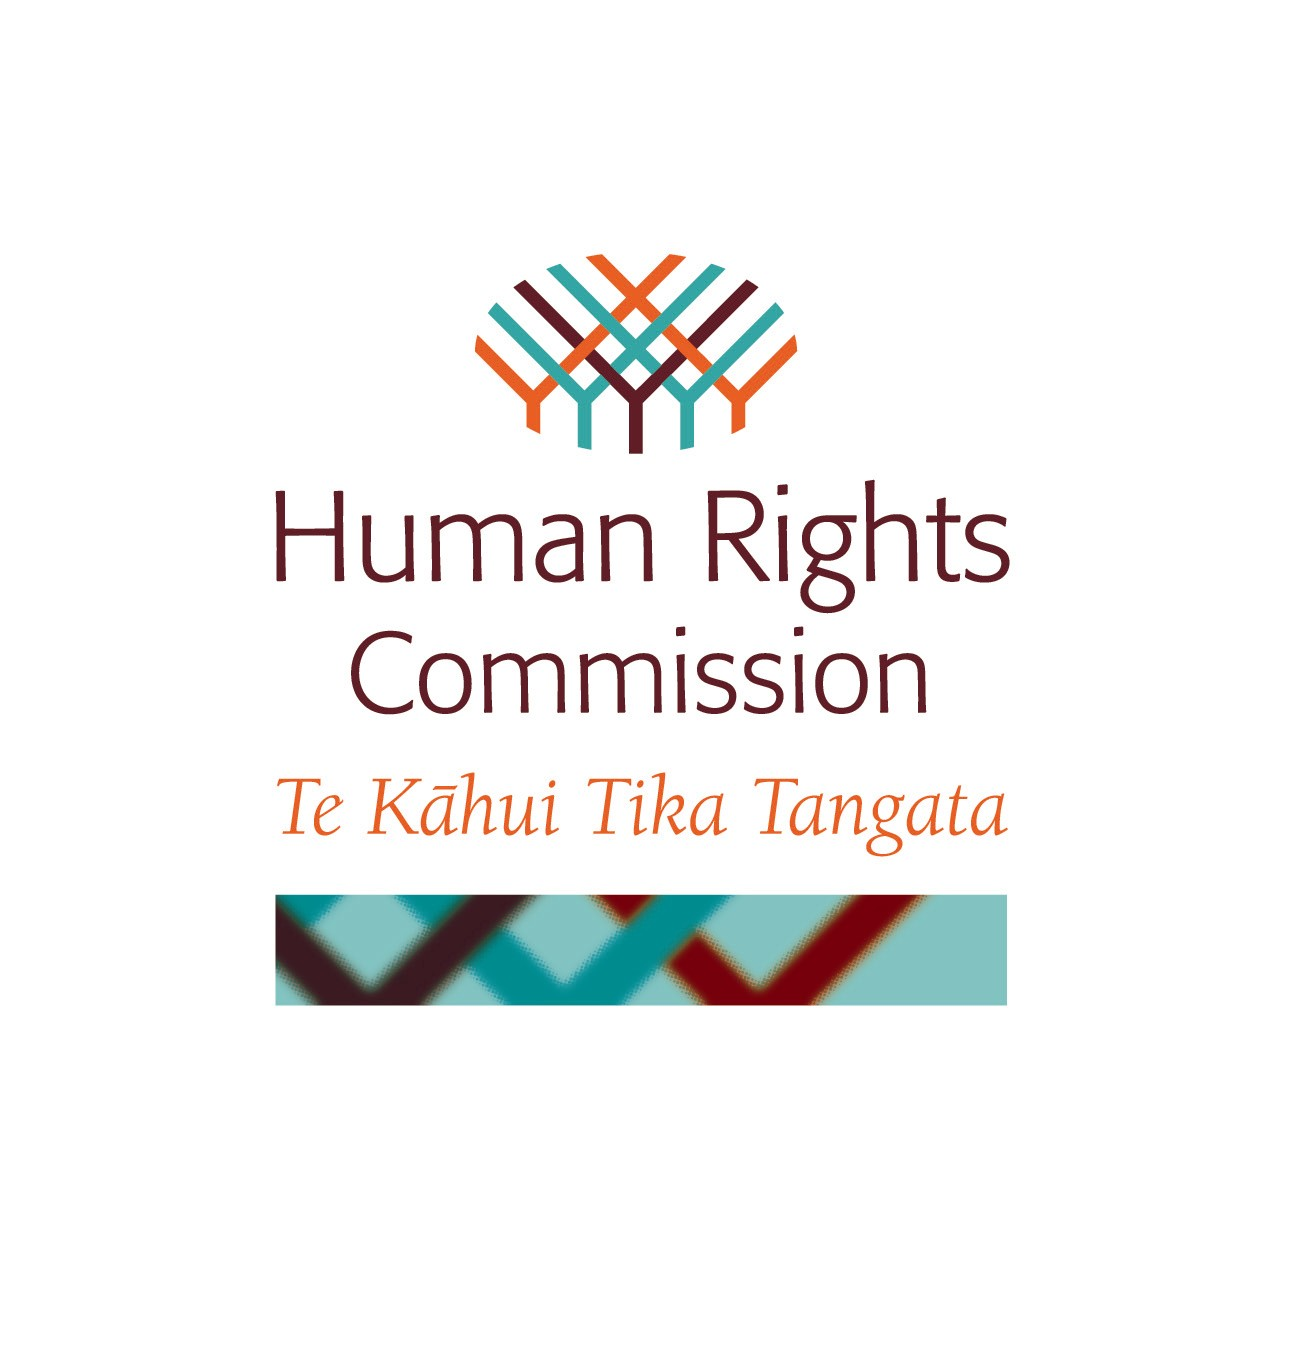 Human Rights
Commission
Te Kāhui Tika Tangata